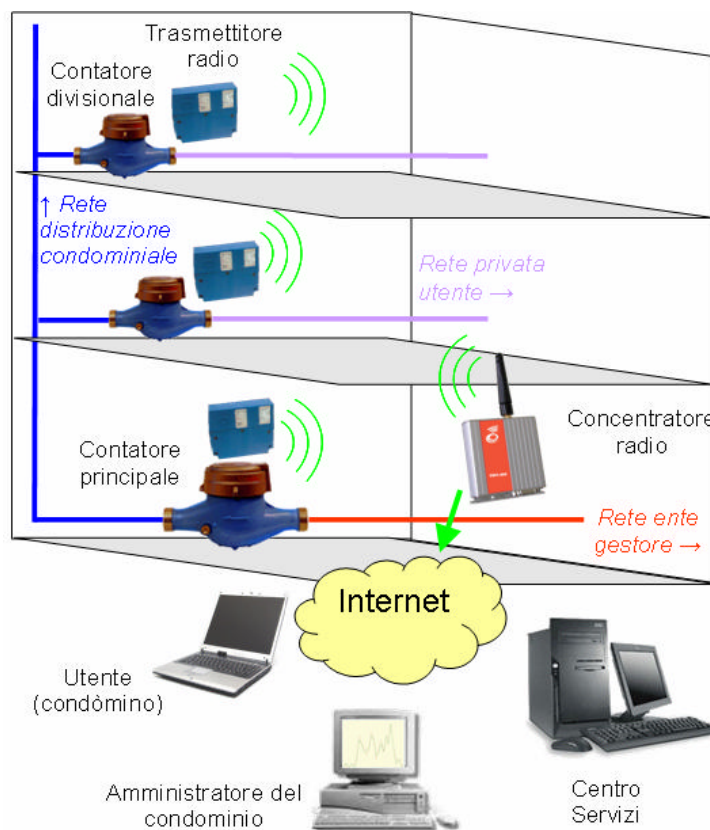 Trasmettitore
radio
Contatore
divisionale
↑ Rete
distribuzione
condominiale
Rete privata
utente →
Contatore
principale
Concentratore
radio
Rete ente
gestore →
Internet
Utente
(condòmino)
Amministratore del
condominio
Centro
Servizi